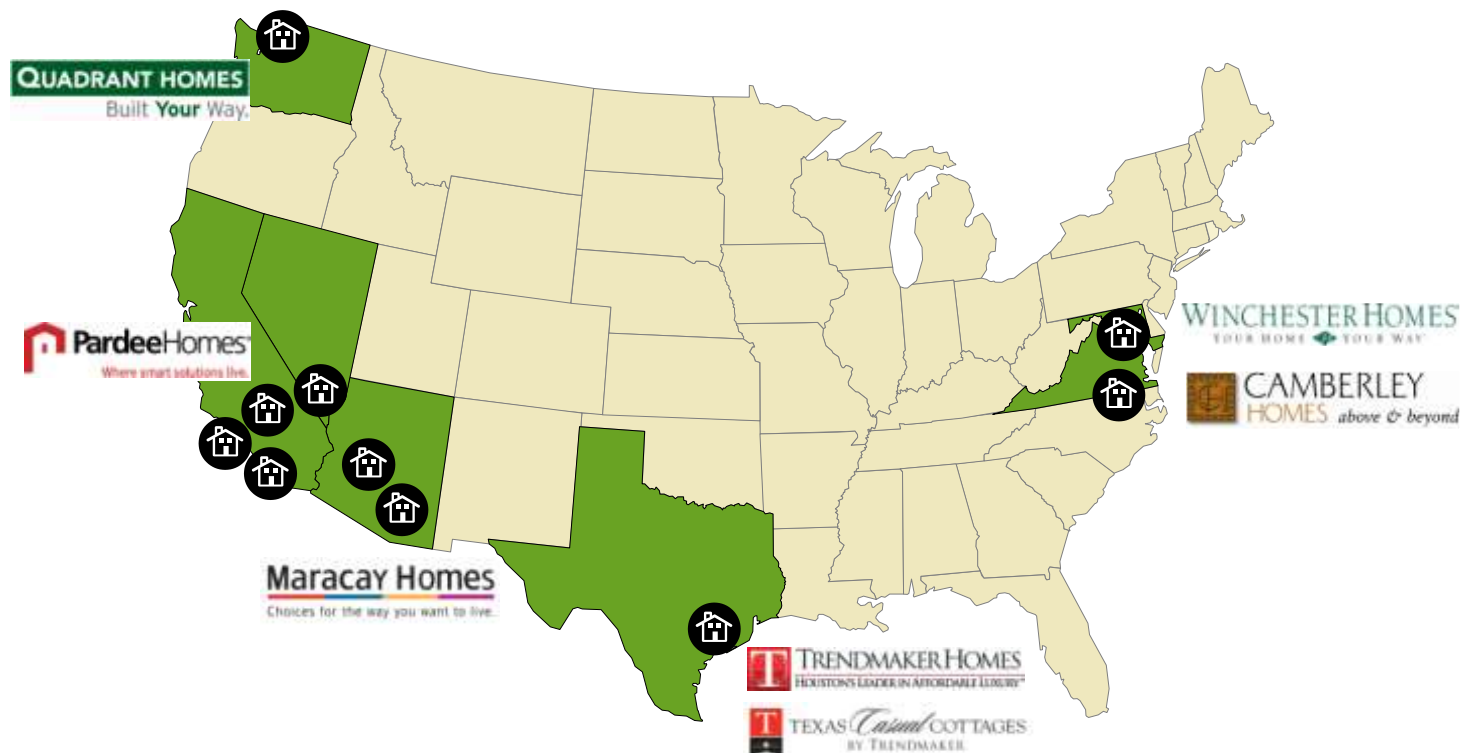 QUADRANT HOMES
Built Your Way.
PardeeHomes
Where smart solutions live.
WINCHESTER HOMES
YOUR HOME YOUR WAY
CAMBERLEY
HOMES above & beyond
Maracay Homes
Choices for the way you want to live.
T TRENDMAKER HOMES
HOUSTON'S LEADER IN AFFORDABLE LUXURY
T TEXAS Casual COTTAGES
BY TRENDMAKER